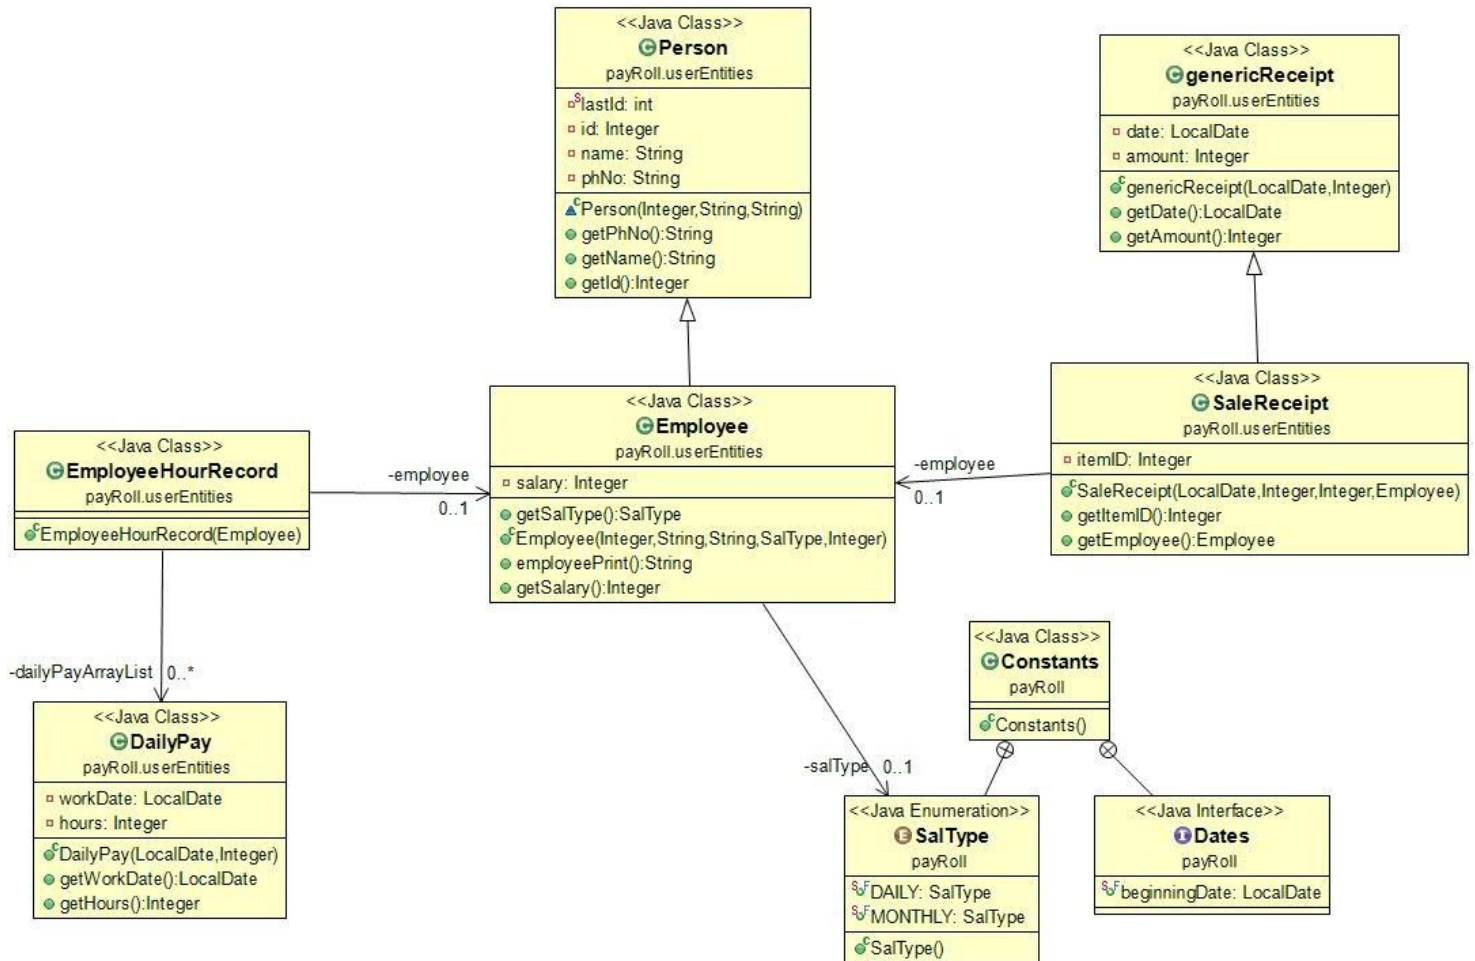 <<Java Class>>
Person
payRoll.userEntities
lastId: int
id: Integer
name: String
phNo: String
Person(Integer,String,String)
getPhNo():String
getName():String
getId():Integer
<<Java Class>>
genericReceipt
payRoll.userEntities
date: LocalDate
amount: Integer
genericReceipt(LocalDate,Integer)
getDate():LocalDate
getAmount():Integer
<<Java Class>>
EmployeeHourRecord
payRoll.userEntities
EmployeeHourRecord(Employee)
-employee
0..1
<<Java Class>>
Employee
payRoll.userEntities
salary: Integer
getSalType():SalType
Employee(Integer,String,String,SalType,Integer)
employeePrint():String
getSalary():Integer
-employee
0..1
<<Java Class>>
SaleReceipt
payRoll.userEntities
itemID: Integer
SaleReceipt(LocalDate,Integer,Integer,Employee)
getItemID():Integer
getEmployee():Employee
-dailyPayArrayList 0..*
<<Java Class>>
DailyPay
payRoll.userEntities
workDate: LocalDate
hours: Integer
DailyPay(LocalDate,Integer)
getWorkDate():LocalDate
getHours():Integer
<<Java Class>>
Constants
payRoll
Constants()
-salType 0..1
<<Java Enumeration>>
SalType
payRoll
DAILY: SalType
MONTHLY: SalType
SalType()
<<Java Interface>>
Dates
payRoll
beginningDate: LocalDate